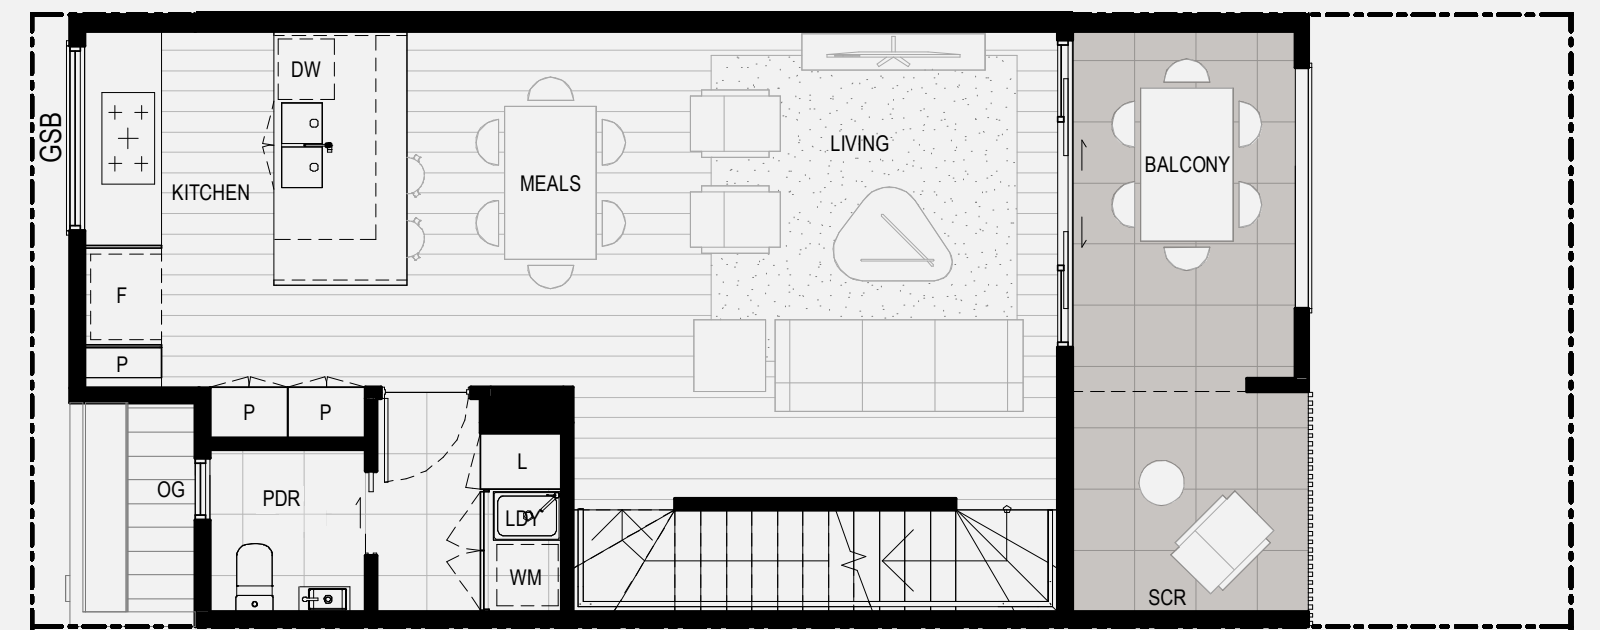 DW
GSB
LIVING
BALCONY
MEALS
KITCHEN
F
P
P
P
L
OG
PDR
LDY
WM
SCR